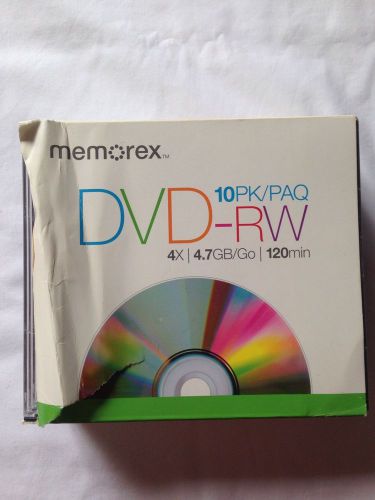 memorex™
10PK/PAQ
DVD-RW
4X | 4.7GB/Go | 120min